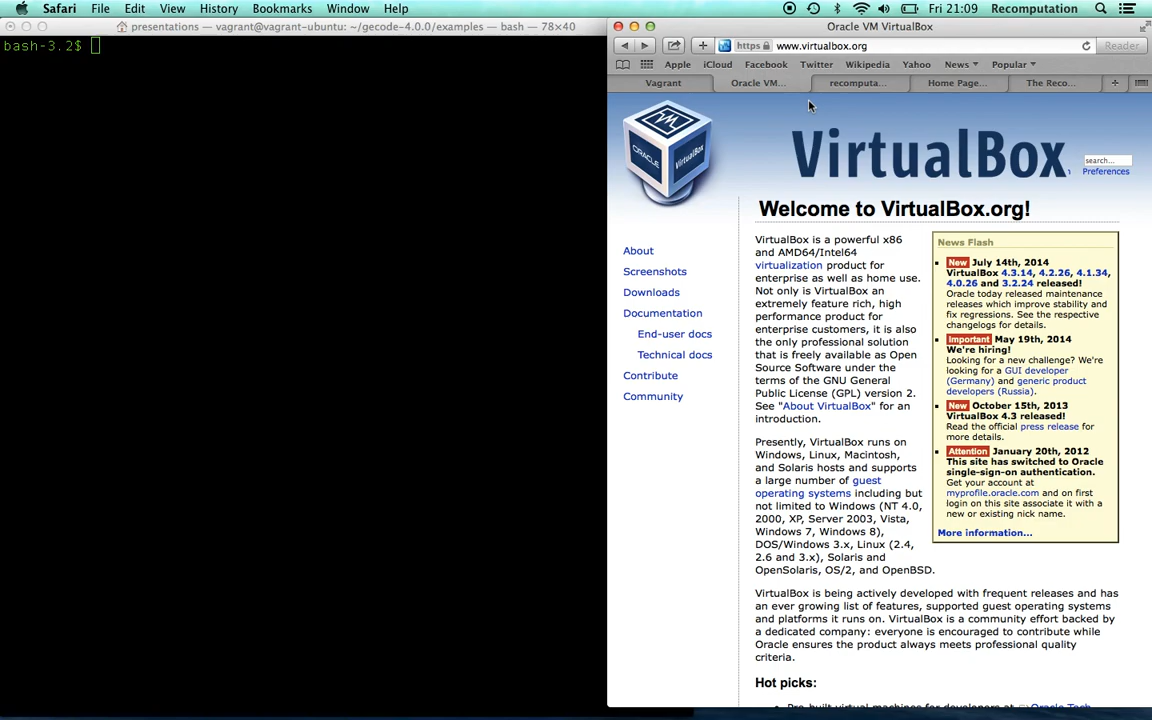 Safari File Edit View History Bookmarks Window Help Fri 21:09 Recomputation
presentations — vagrant@vagrant-ubuntu: ~/gecode-4.0.0/examples — bash — 78×40
bash-3.2$
Oracle VM VirtualBox
https www.virtualbox.org Reader
Apple iCloud Facebook Twitter Wikipedia Yahoo News Popular
Vagrant Oracle VM... recomputa... Home Page... The Reco...
VM
ORACLE
VirtualBox
VirtualBox
search...
Preferences
Welcome to VirtualBox.org!
About
Screenshots
Downloads
Documentation
End-user docs
Technical docs
Contribute
Community
VirtualBox is a powerful x86
and AMD64/Intel64
virtualization product for
enterprise as well as home use.
Not only is VirtualBox an
extremely feature rich, high
performance product for
enterprise customers, it is also
the only professional solution
that is freely available as Open
Source Software under the
terms of the GNU General
Public License (GPL) version 2.
See "About VirtualBox" for an
introduction.
Presently, VirtualBox runs on
Windows, Linux, Macintosh,
and Solaris hosts and supports
a large number of guest
operating systems including but
not limited to Windows (NT 4.0,
2000, XP, Server 2003, Vista,
Windows 7, Windows 8),
DOS/Windows 3.x, Linux (2.4,
2.6 and 3.x), Solaris and
OpenSolaris, OS/2, and OpenBSD.
News Flash
New July 14th, 2014
VirtualBox 4.3.14, 4.2.26, 4.1.34,
4.0.26 and 3.2.24 released!
Oracle today released maintenance
releases which improve stability and
fix regressions. See the respective
changelogs for details.
Important May 19th, 2014
We're hiring!
Looking for a new challenge? We're
looking for a GUI developer
(Germany) and generic product
developers (Russia).
New October 15th, 2013
VirtualBox 4.3 released!
Read the official press release for
more details.
Attention January 20th, 2012
This site has switched to Oracle
single-sign-on authentication.
Get your account at
myprofile.oracle.com and on first
login on this site associate it with a
new or existing nick name.
More information...
VirtualBox is being actively developed with frequent releases and has
an ever growing list of features, supported guest operating systems
and platforms it runs on. VirtualBox is a community effort backed by
a dedicated company: everyone is encouraged to contribute while
Oracle ensures the product always meets professional quality
criteria.
Hot picks:
Pre-built virtual machines for developers at Oracle Tech